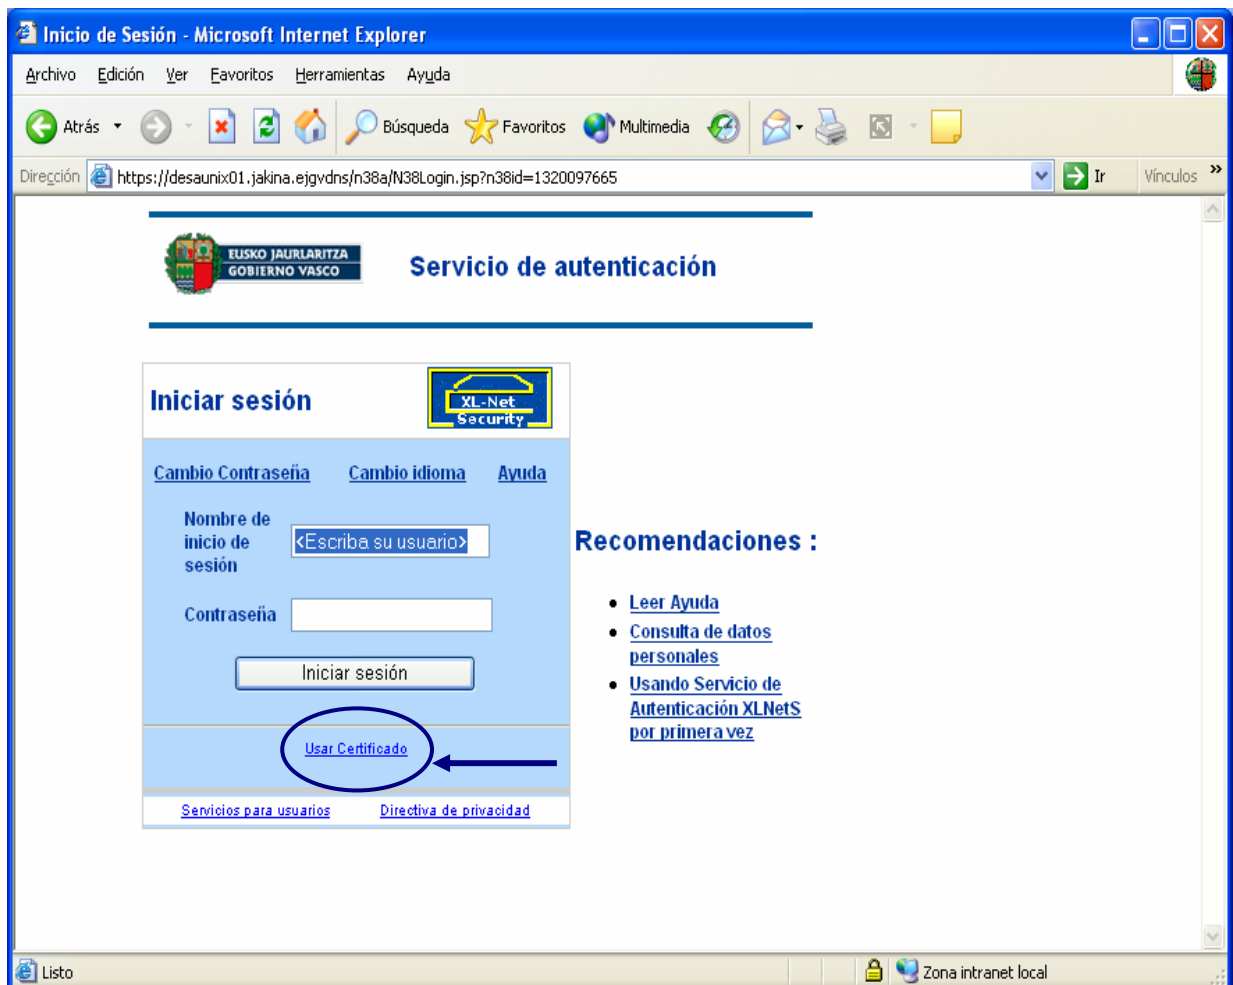 Inicio de Sesión - Microsoft Internet Explorer
Archivo Edición Ver Favoritos Herramientas Ayuda
Atrás Búsqueda Favoritos Multimedia
Dirección https://desaunix01.jakina.ejgvdns/n38a/N38Login.jsp?n38id=1320097665 Ir Vínculos »
EUSKO JAURLARITZA
GOBIERNO VASCO
Servicio de autenticación
Iniciar sesión
XL-Net
Security
Cambio Contraseña Cambio idioma Ayuda
Nombre de
inicio de
sesión
<Escriba su usuario>
Contraseña
Iniciar sesión
Usar Certificado
Servicios para usuarios Directiva de privacidad
Recomendaciones :
Leer Ayuda
Consulta de datos
personales
Usando Servicio de
Autenticación XLNetS
por primera vez
Listo Zona intranet local